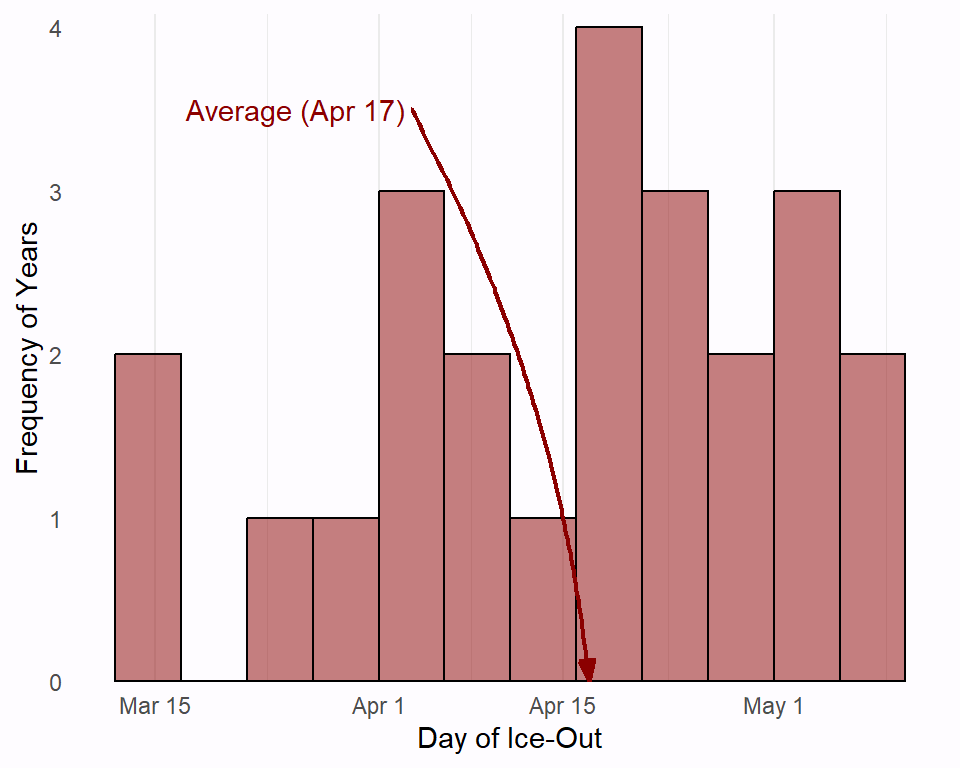 4
Average (Apr 17)
3
Frequency of Years
2
1
0
Mar 15
Apr 1
Apr 15
May 1
Day of Ice-Out